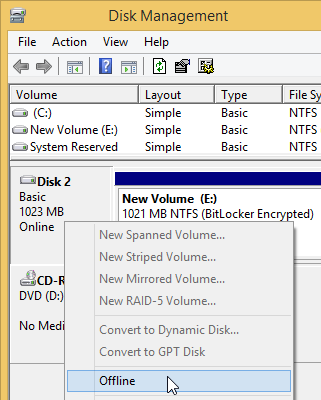 Disk Management
File Action View Help
Volume Layout Type File Sy
(C:) Simple Basic NTFS
New Volume (E:) Simple Basic NTFS
System Reserved Simple Basic NTFS
Disk 2
Basic
1023 MB
Online
New Volume (E:)
1021 MB NTFS (BitLocker Encrypted)
CD-R
DVD (D:)
No Medi
New Spanned Volume...
New Striped Volume...
New Mirrored Volume...
New RAID-5 Volume...
Convert to Dynamic Disk...
Convert to GPT Disk
Offline